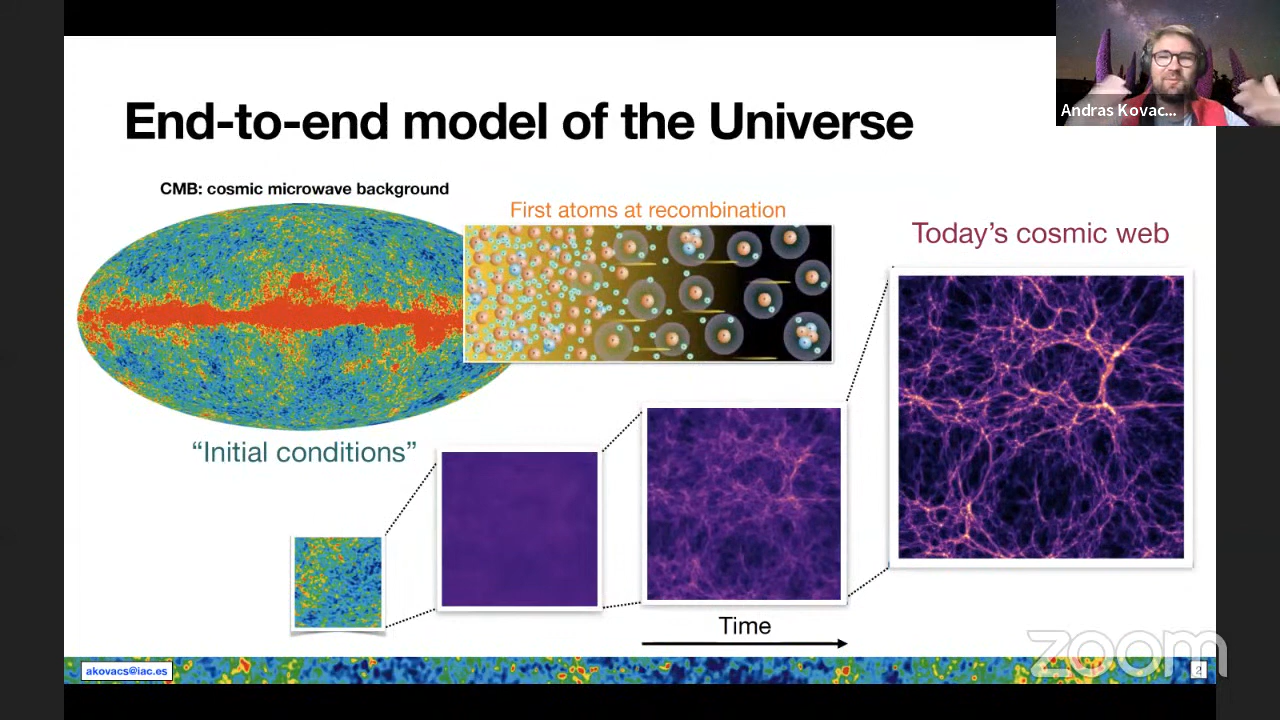 End-to-end model of the Universe
Andras Kovac...
CMB: cosmic microwave background
First atoms at recombination
Today’s cosmic web
“Initial conditions”
Time
akovacs@iac.es
zoom
2